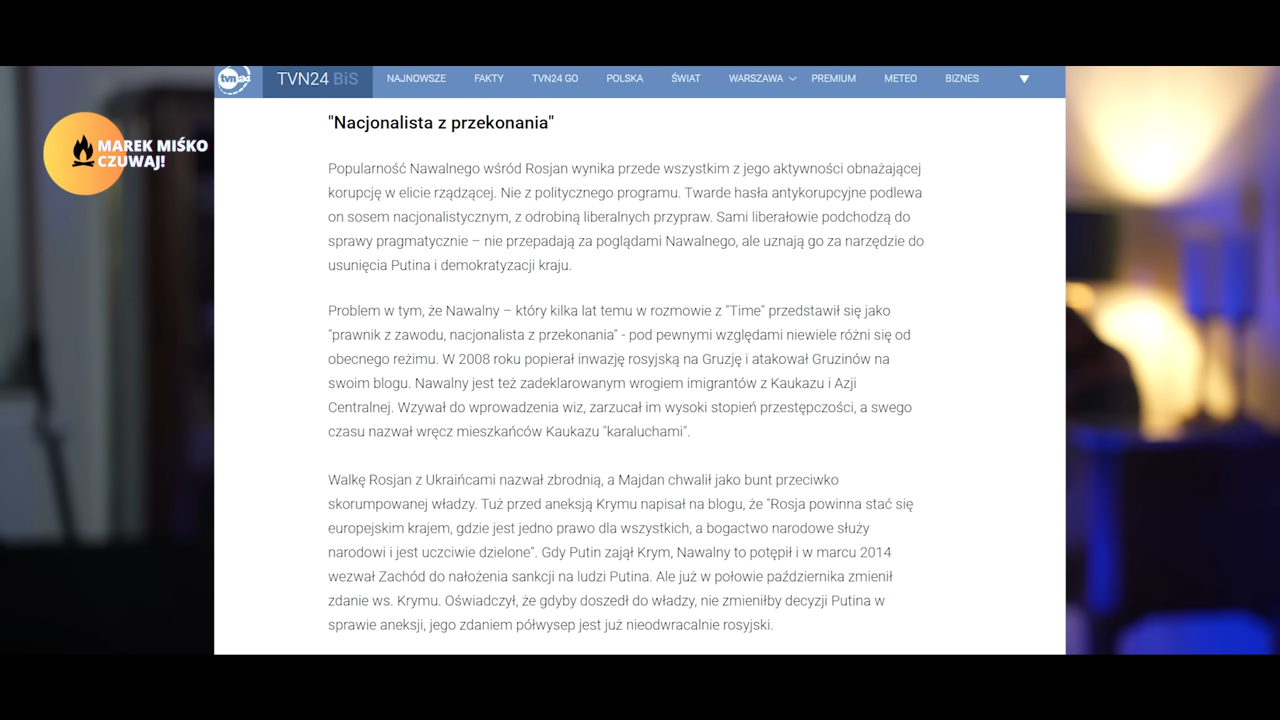 tvn24
TVN24 BiS
NAJNOWSZE
FAKTY
TVN24 GO
POLSKA
ŚWIAT
WARSZAWA
PREMIUM
METEO
BIZNES
MAREK MIŚKO
CZUWAJ!
"Nacjonalista z przekonania"
Popularność Nawalnego wśród Rosjan wynika przede wszystkim z jego aktywności obnażającej
korupcję w elicie rządzącej. Nie z politycznego programu. Twarde hasła antykorupcyjne podlewa
on sosem nacjonalistycznym, z odrobiną liberalnych przypraw. Sami liberałowie podchodzą do
sprawy pragmatycznie – nie przepadają za poglądami Nawalnego, ale uznają go za narzędzie do
usunięcia Putina i demokratyzacji kraju.
Problem w tym, że Nawalny – który kilka lat temu w rozmowie z "Time" przedstawił się jako
"prawnik z zawodu, nacjonalista z przekonania" - pod pewnymi względami niewiele różni się od
obecnego reżimu. W 2008 roku popierał inwazję rosyjską na Gruzję i atakował Gruzinów na
swoim blogu. Nawalny jest też zadeklarowanym wrogiem imigrantów z Kaukazu i Azji
Centralnej. Wzywał do wprowadzenia wiz, zarzucał im wysoki stopień przestępczości, a swego
czasu nazwał wręcz mieszkańców Kaukazu "karaluchami".
Walkę Rosjan z Ukraińcami nazwał zbrodnią, a Majdan chwalił jako bunt przeciwko
skorumpowanej władzy. Tuż przed aneksją Krymu napisał na blogu, że "Rosja powinna stać się
europejskim krajem, gdzie jest jedno prawo dla wszystkich, a bogactwo narodowe służy
narodowi i jest uczciwie dzielone". Gdy Putin zajął Krym, Nawalny to potępił i w marcu 2014
wezwał Zachód do nałożenia sankcji na ludzi Putina. Ale już w połowie października zmienił
zdanie ws. Krymu. Oświadczył, że gdyby doszedł do władzy, nie zmieniłby decyzji Putina w
sprawie aneksji, jego zdaniem półwysep jest już nieodwracalnie rosyjski.